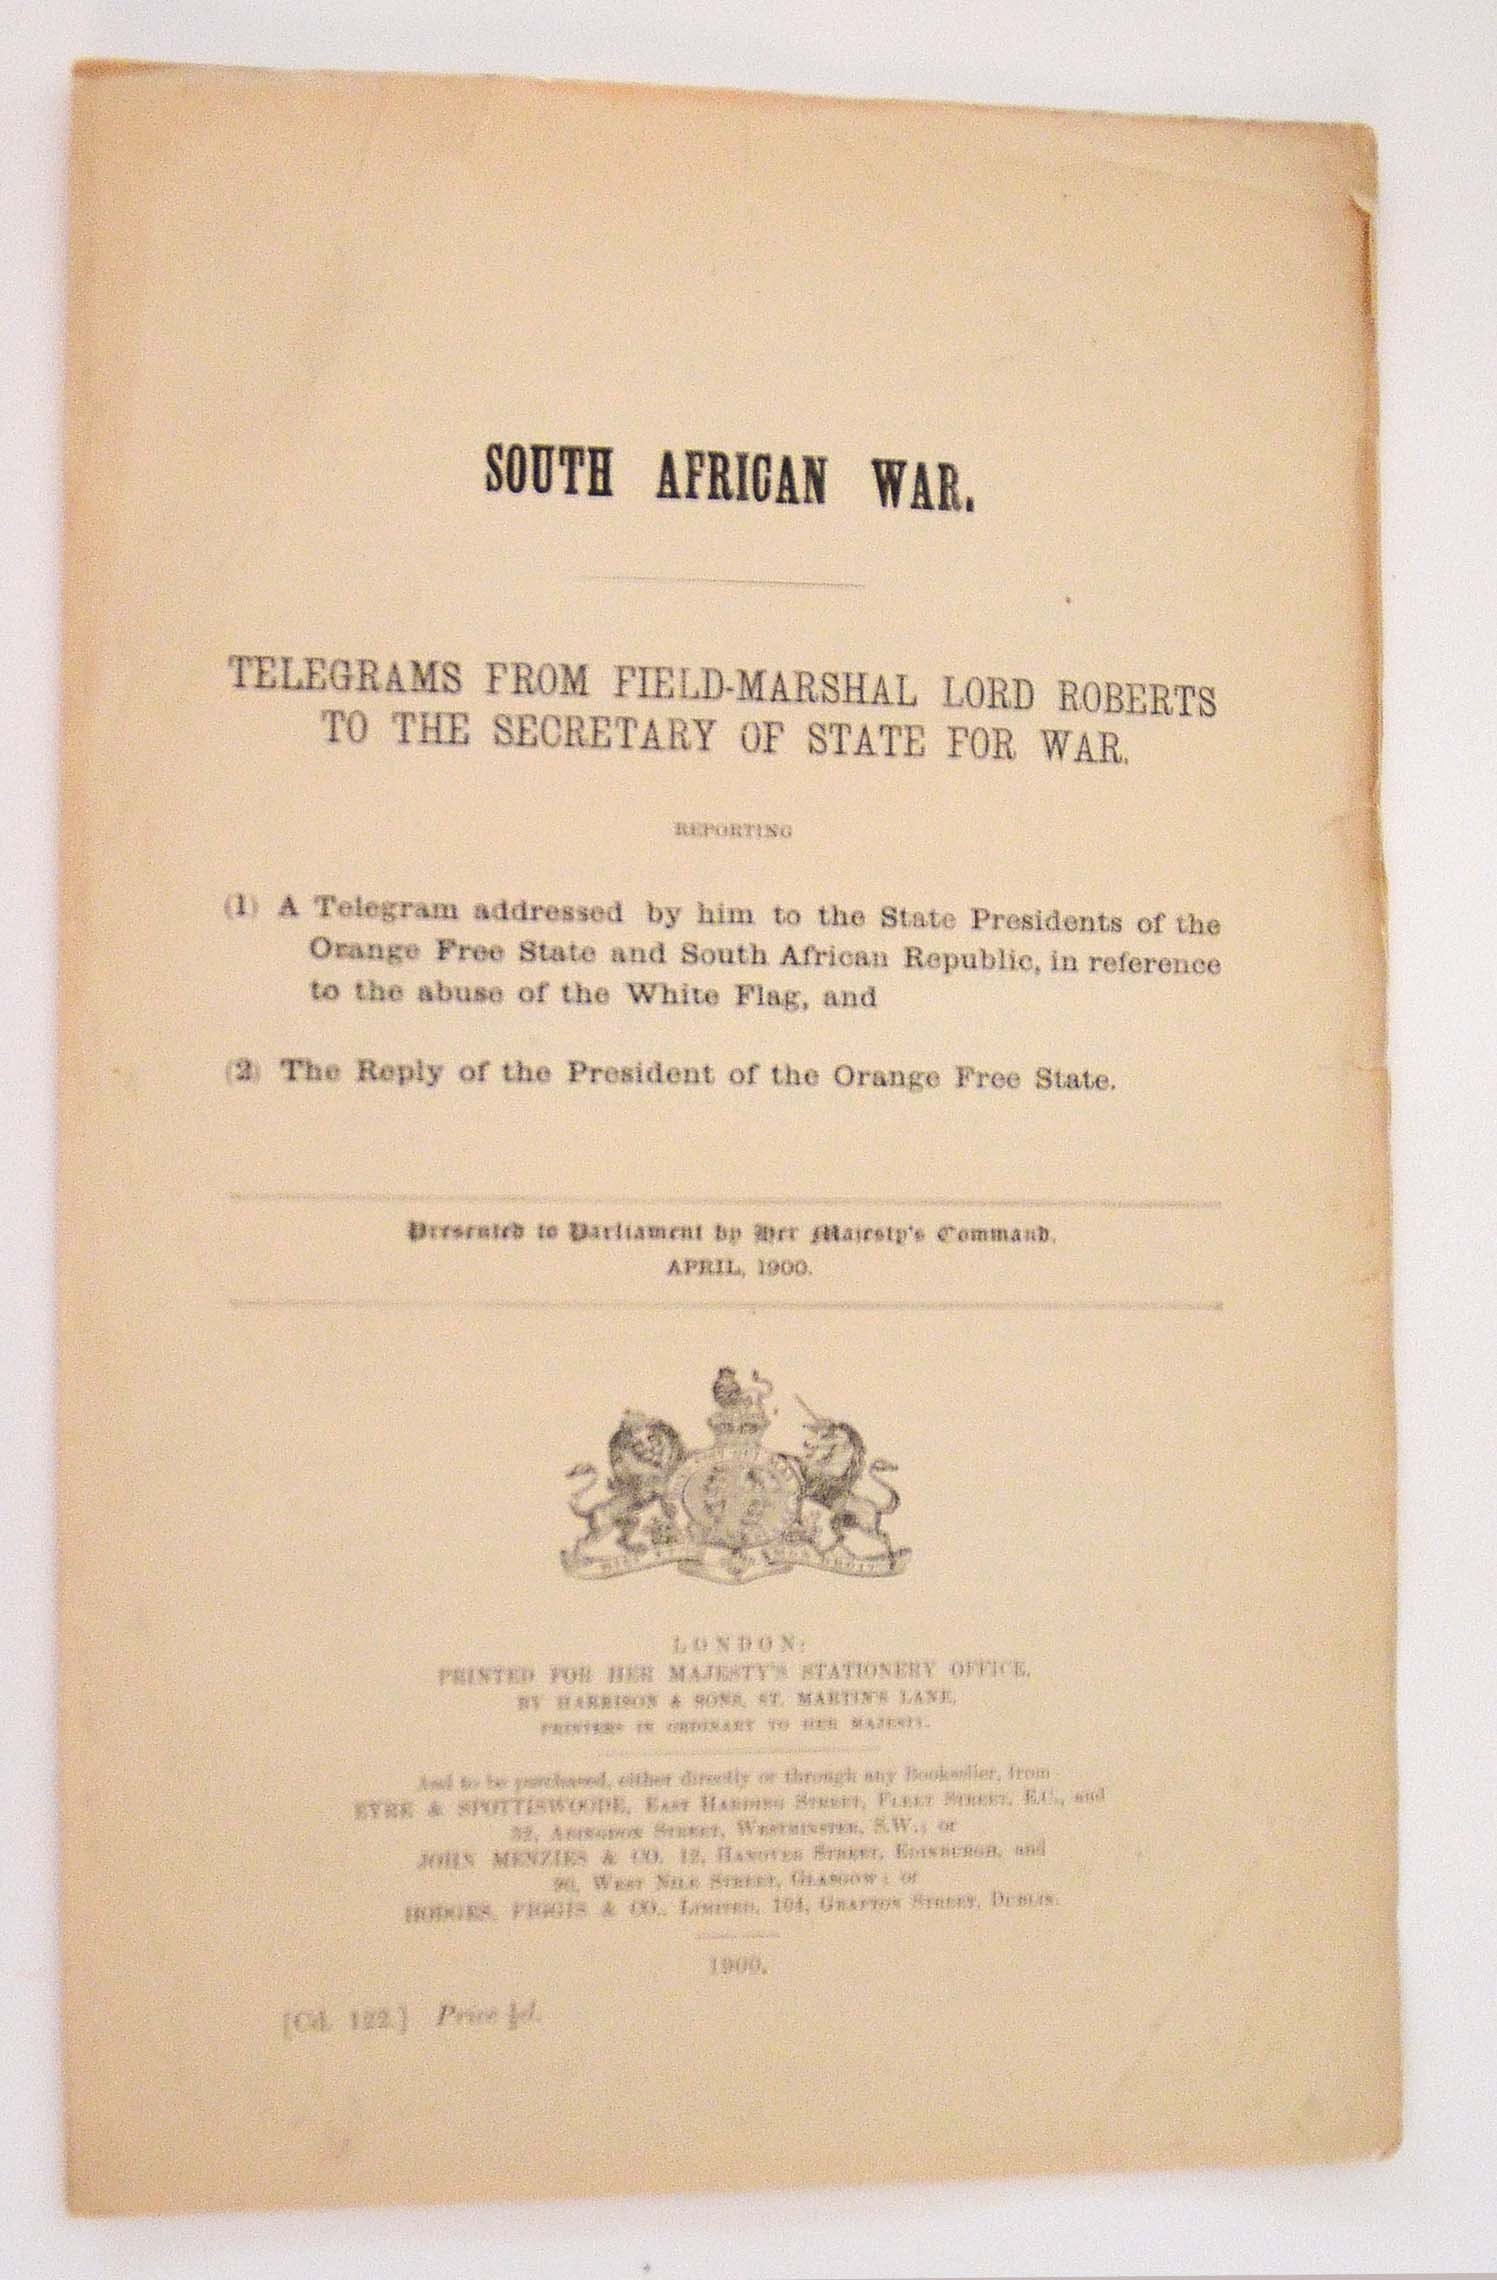 SOUTH AFRICAN WAR.
TELEGRAMS FROM FIELD-MARSHAL LORD ROBERTS
TO THE SECRETARY OF STATE FOR WAR,
REPORTING
(1) A Telegram addressed by him to the State Presidents of the
Orange Free State and South African Republic, in reference
to the abuse of the White Flag, and
(2) The Reply of the President of the Orange Free State.
Presented to Parliament by Her Majesty's Command.
APRIL, 1900.
LONDON:
PRINTED FOR HER MAJESTY'S STATIONERY OFFICE,
BY HARRISON & SONS, ST. MARTIN'S LANE,
PRINTERS IN ORDINARY TO HER MAJESTY.
And to be purchased, either directly or through any Bookseller, from
EYRE & SPOTTISWOODE, EAST HARDING STREET, FLEET STREET, E.C., and
32, ABINGDON STREET, WESTMINSTER, S.W.; or
JOHN MENZIES & CO., 12, HANOVER STREET, EDINBURGH, and
90, WEST NILE STREET, GLASGOW; or
HODGES, FIGGIS & CO., LIMITED, 104, GRAFTON STREET, DUBLIN.
1900.
[Cd. 122.] Price ½d.